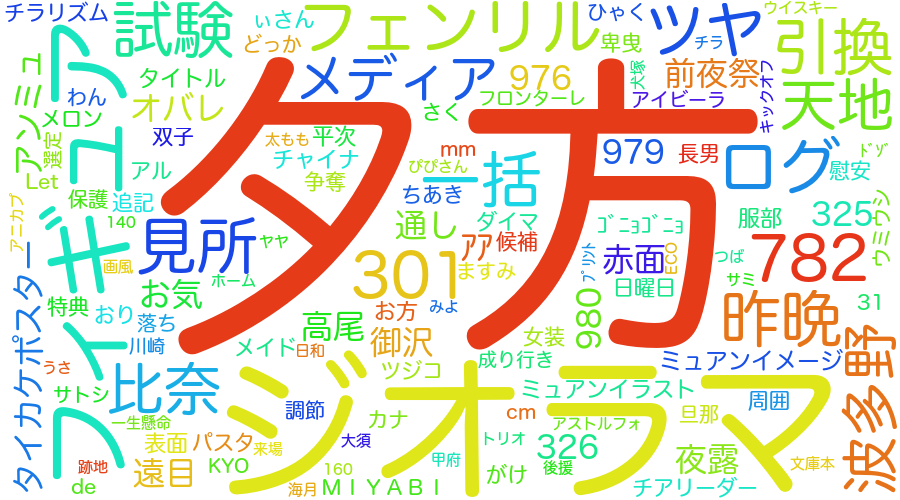 チラリズム
試験
ぃさん
どっか
フェンリル
ひゃく
卑曳
ツヤ
チラ
ウイスキー
引換
タイトル
オバレ
メディア
976
さく
フロンターレ
犬塚
アイビーラ
前夜祭
キックオフ
天地
アンミュ
わん
メロン
選定
双子
アル
Let
保護
追記
140
太もも
平次
チャイナ
争奪
ぴぴさん
mm
979
長男
ログ
ドゾ
慰安
夕方
一括
ちあき
通し
ダイマ
ゴニョゴニョ
服部
325
ウミウシ
アニカブ
フィギュア
画風
見所
ヤヤ
301
アア
候補
ますみ
プリント
赤面
ECO
日曜日
つば
サミ
782
31
タイカケポスター
特典
おり
落ち
お気
ホーム
川崎
高尾
お方
みよ
御沢
980
昨晩
波多野
うさ
サトシ
比奈
メイド
日和
ツジコ
女装
成り行き
ミュアンイメージ
ミュアンイラスト
周囲
旦那
ジオラマ
一生懸命
調節
カナ
cm
アストルフォ
表面
パスタ
来場
大須
トリオ
326
夜露
文庫本
跡地
de
遠目
KYO
海月
160
MIYABI
甲府
がけ
後援
チアリーダー